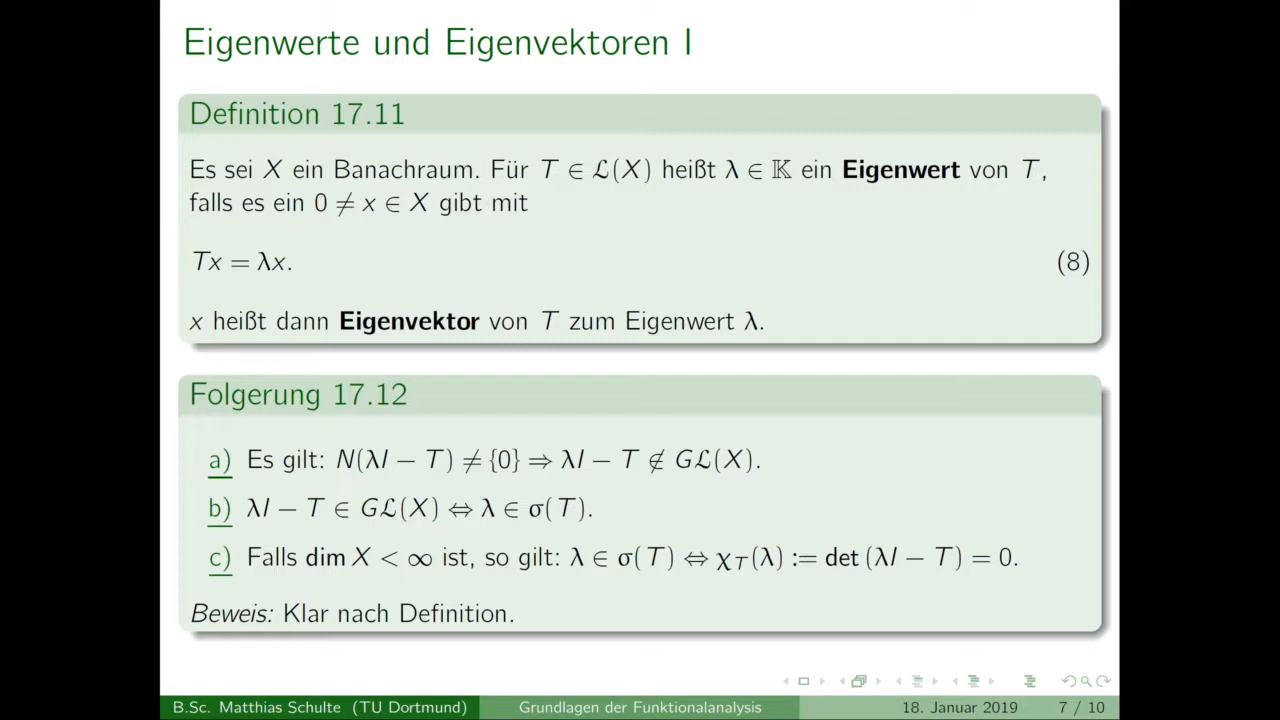 Eigenwerte und Eigenvektoren I
Definition 17.11
Es sei X ein Banachraum. Für T ∈ ℒ(X) heißt λ ∈ 𝕂 ein Eigenwert von T,
falls es ein 0 ≠ x ∈ X gibt mit
Tx = λx. (8)
x heißt dann Eigenvektor von T zum Eigenwert λ.
Folgerung 17.12
a) Es gilt: N(λI − T) ≠ {0} ⇒ λI − T ∉ Gℒ(X).
b) λI − T ∈ Gℒ(X) ⇔ λ ∈ σ(T).
c) Falls dim X < ∞ ist, so gilt: λ ∈ σ(T) ⇔ χ_T(λ) := det (λI − T) = 0.
Beweis: Klar nach Definition.
B.Sc. Matthias Schulte (TU Dortmund) Grundlagen der Funktionalanalysis 18. Januar 2019 7 / 10